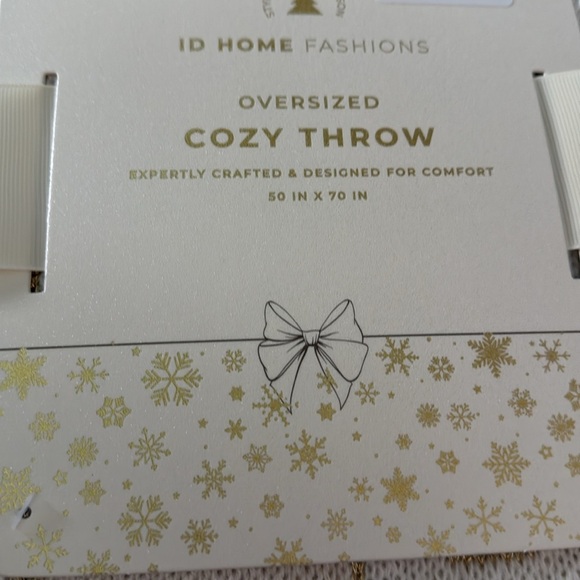 ID HOME FASHIONS
OVERSIZED
COZY THROW
EXPERTLY CRAFTED & DESIGNED FOR COMFORT
50 IN X 70 IN